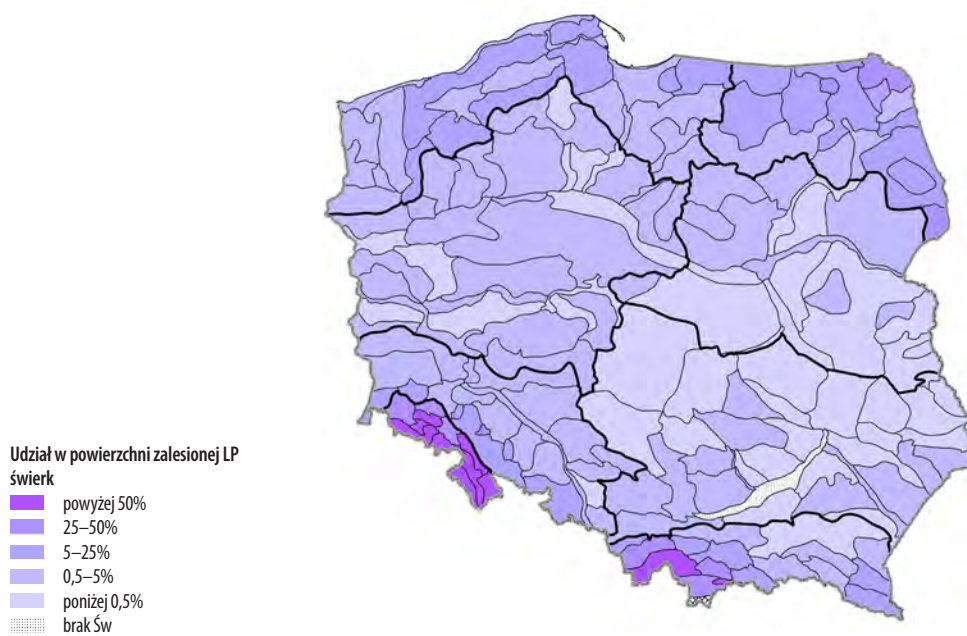 Udział w powierzchni zalesionej LP
świerk
powyżej 50%
25–50%
5–25%
0,5–5%
poniżej 0,5%
brak Św